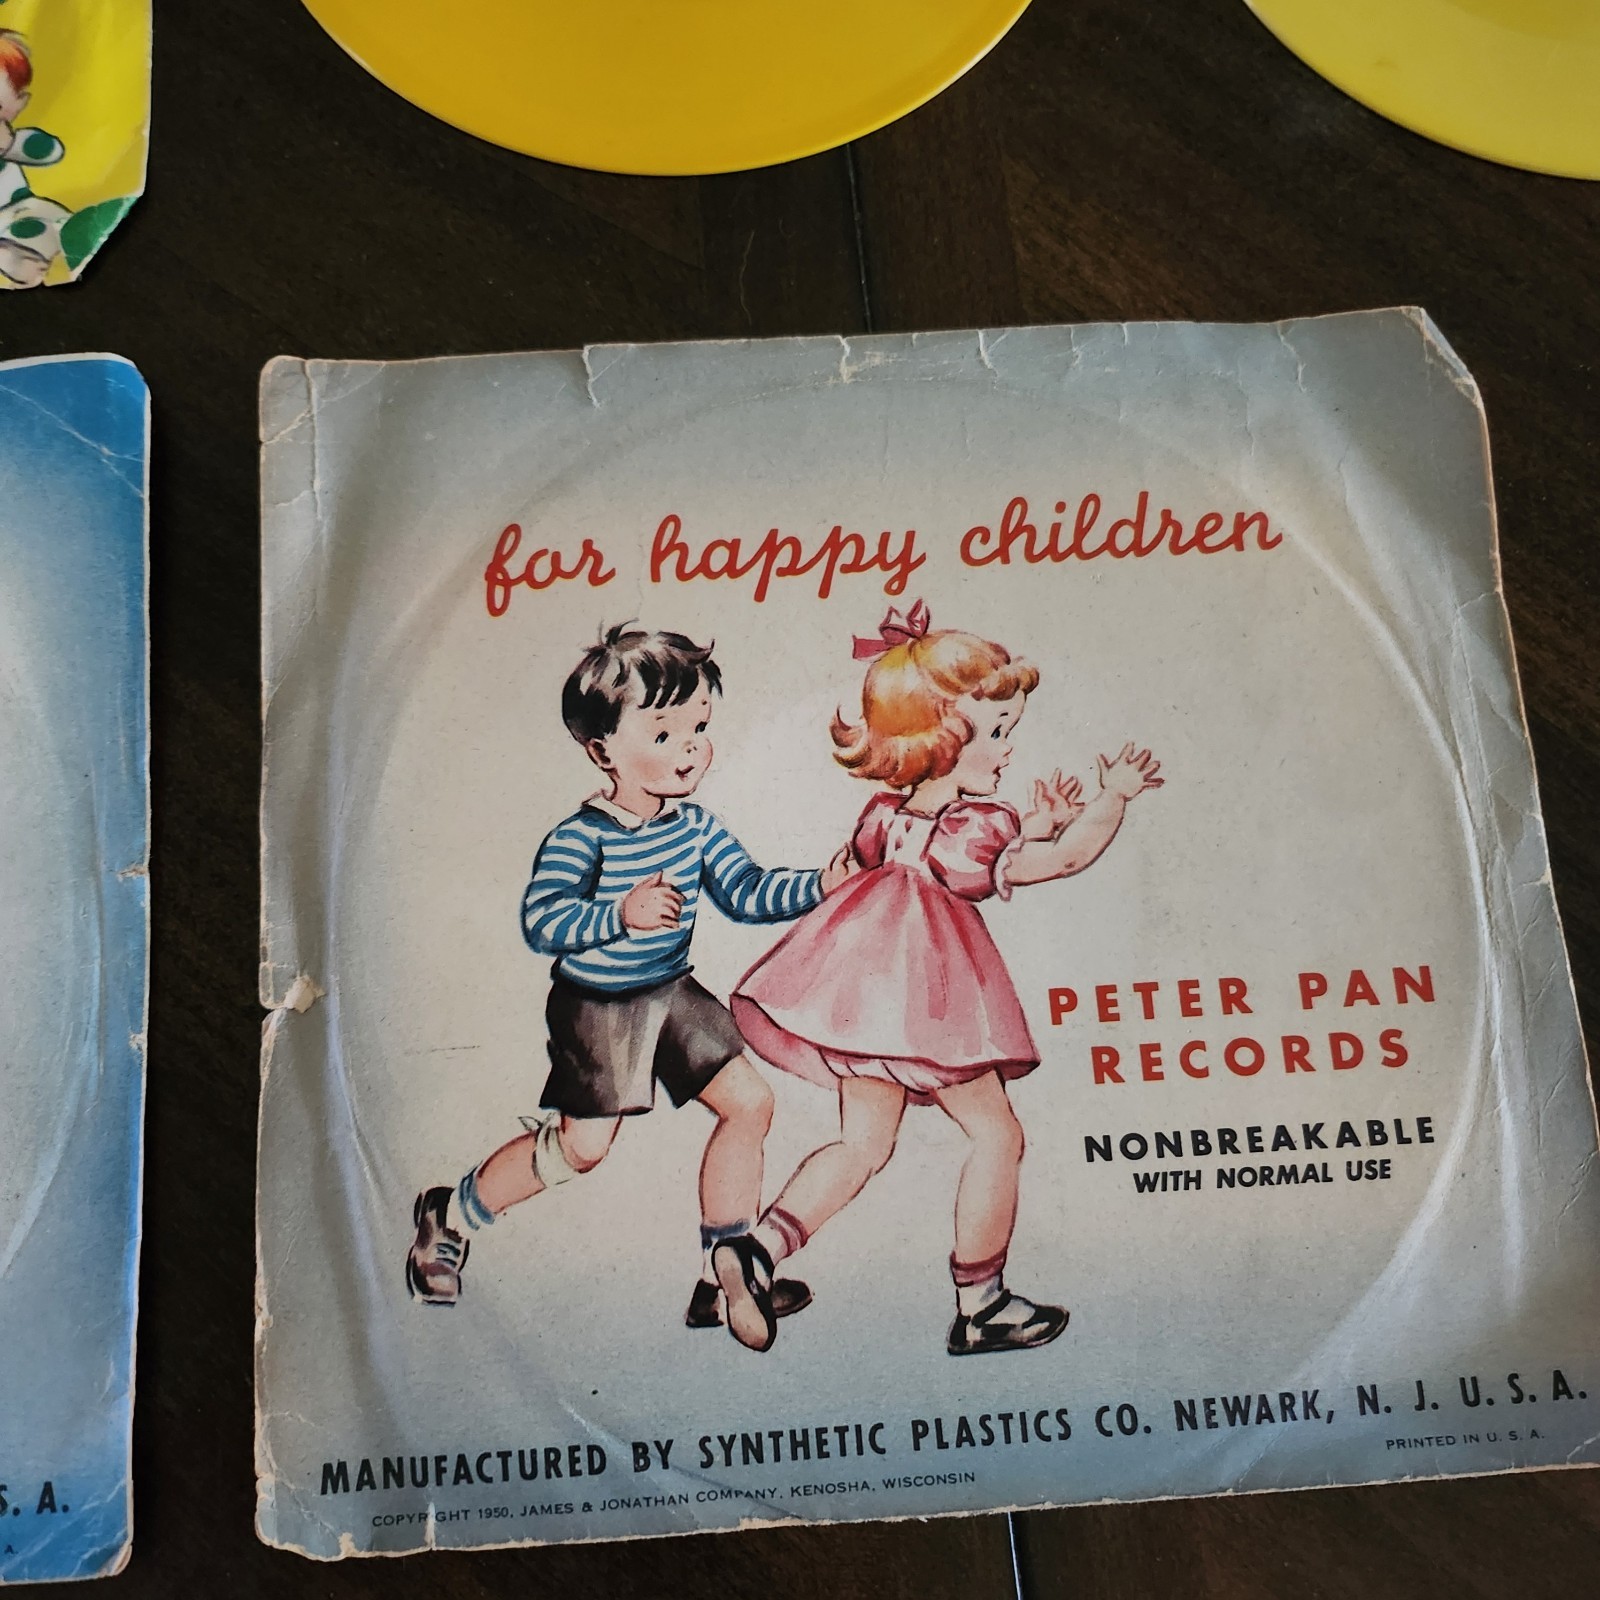 for happy children
PETER PAN
RECORDS
NONBREAKABLE
WITH NORMAL USE
MANUFACTURED BY SYNTHETIC PLASTICS CO. NEWARK, N. J. U. S. A.
PRINTED IN U. S. A.
COPYRIGHT 1950, JAMES & JONATHAN COMPANY, KENOSHA, WISCONSIN
S. A.
A.